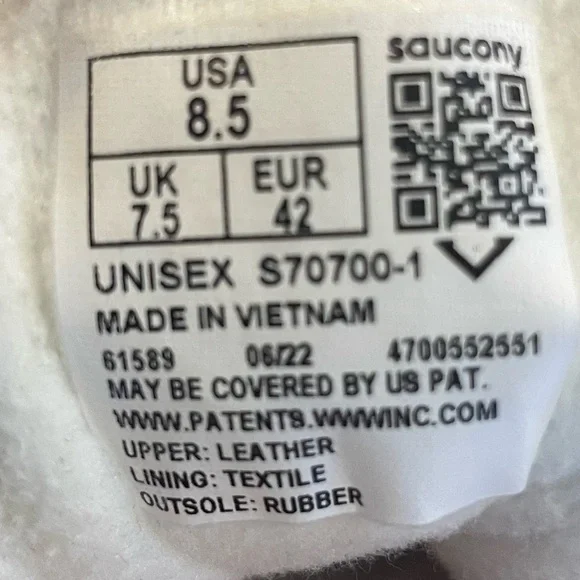 saucony
USA
8.5
UK EUR
7.5 42
UNISEX S70700-1
MADE IN VIETNAM
61589 06/22 4700552551
MAY BE COVERED BY US PAT.
WWW.PATENTS.WWWINC.COM
UPPER: LEATHER
LINING: TEXTILE
OUTSOLE: RUBBER